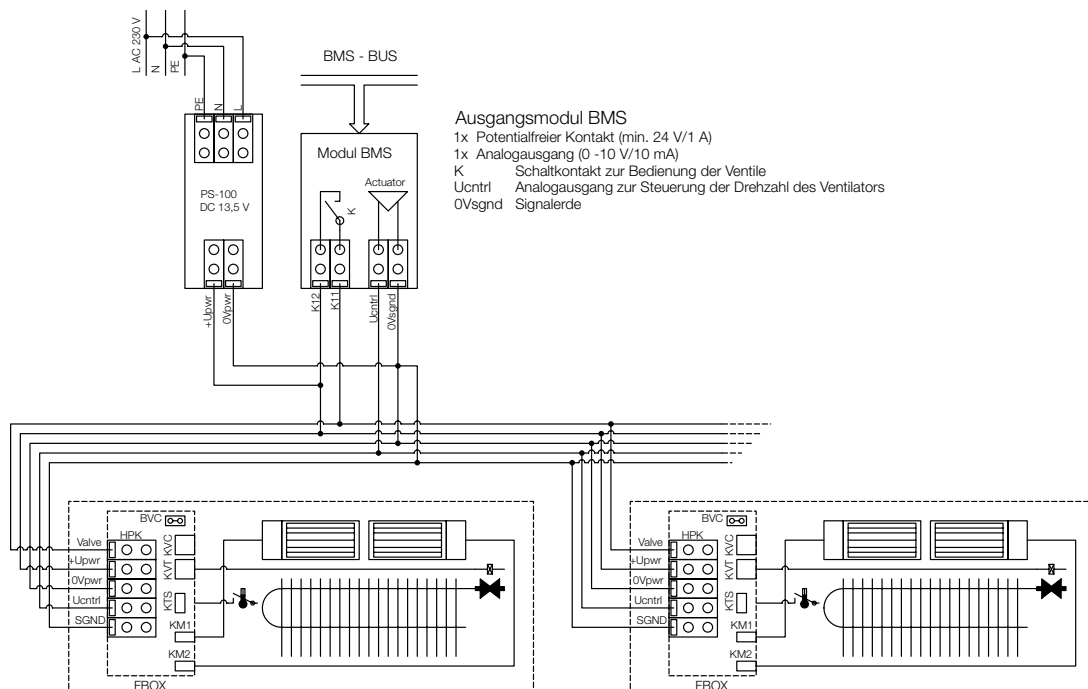 L AC 230 V
N
PE
BMS - BUS
PE
N
L
PS-100
DC 13,5 V
Modul BMS
Actuator
K
Ausgangsmodul BMS
1x Potentialfreier Kontakt (min. 24 V/1 A)
1x Analogausgang (0 -10 V/10 mA)
K Schaltkontakt zur Bedienung der Ventile
Ucntrl Analogausgang zur Steuerung der Drehzahl des Ventilators
0Vsgnd Signalerde
+Upwr
0Vpwr
K12
K11
Ucntrl
0Vsgnd
BVC
HPK
Valve
+Upwr
0Vpwr
Ucntrl
SGND
KVC
KVT
KTS
KM1
KM2
EBOX
BVC
HPK
Valve
+Upwr
0Vpwr
Ucntrl
SGND
KVC
KVT
KTS
KM1
KM2
EBOX